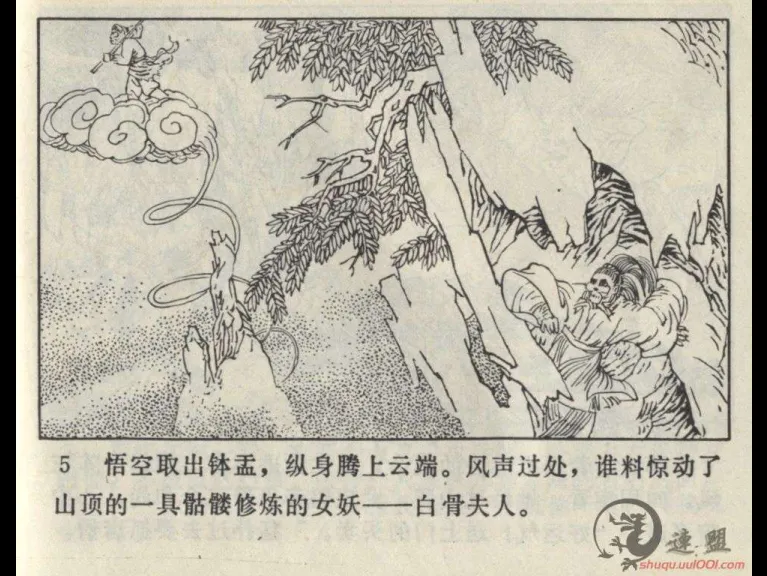 5 悟空取出钵盂，纵身腾上云端。风声过处，谁料惊动了
山顶的一具骷髅修炼的女妖——白骨夫人。
連盟
shuqu.uul00l.com